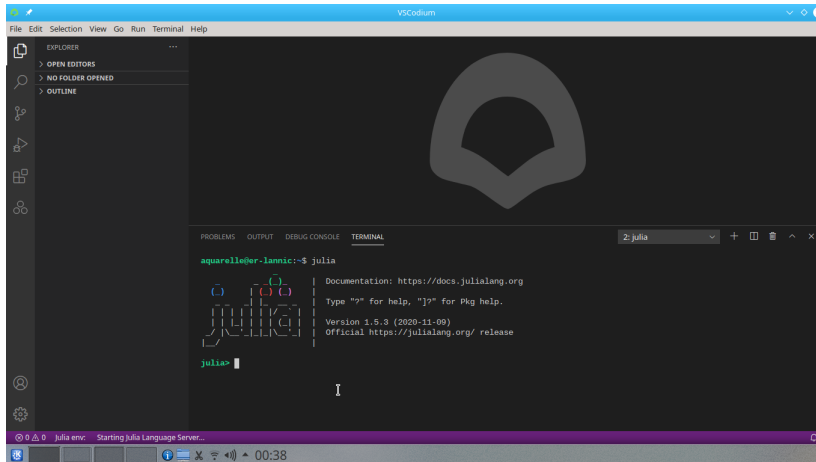 VSCodium
File Edit Selection View Go Run Terminal Help
EXPLORER ...
> OPEN EDITORS
> NO FOLDER OPENED
> OUTLINE
PROBLEMS OUTPUT DEBUG CONSOLE TERMINAL 2: julia
aquarelle@er-lannic:~$ julia
Documentation: https://docs.julialang.org
Type "?" for help, "]?" for Pkg help.
Version 1.5.3 (2020-11-09)
Official https://julialang.org/ release
julia>
0 0 Julia env: Starting Julia Language Server...
00:38